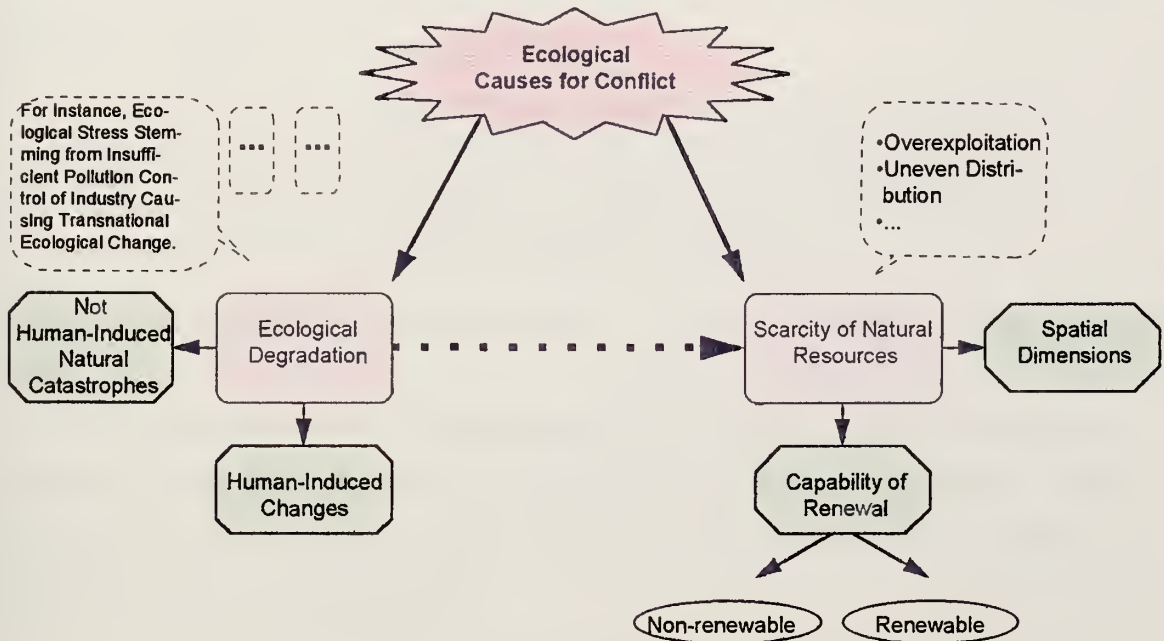 Ecological
Causes for Conflict
For Instance, Eco-
logical Stress Stem-
ming from Insuffi-
cient Pollution Con-
trol of Industry Cau-
sing Transnational
Ecological Change.
...
...
•Overexploitation
•Uneven Distri-
bution
•...
Not
Human-Induced
Natural
Catastrophes
Ecological
Degradation
Scarcity of Natural
Resources
Spatial
Dimensions
Human-Induced
Changes
Capability of
Renewal
Non-renewable
Renewable